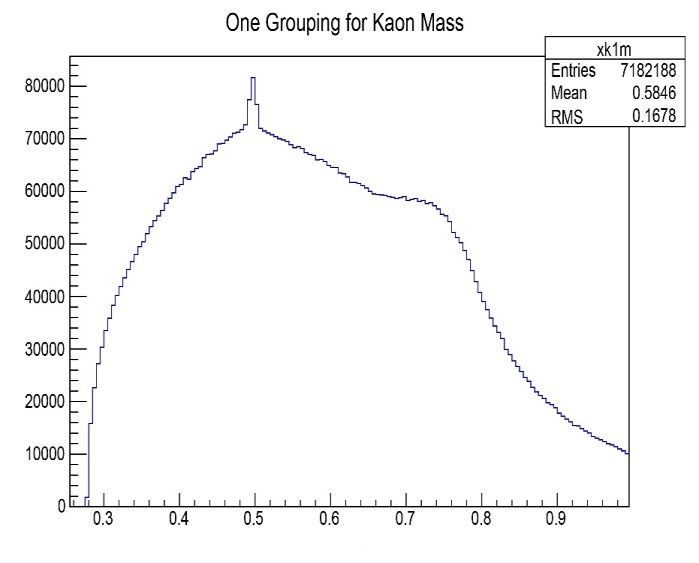 One Grouping for Kaon Mass
xk1m
Entries 7182188
Mean 0.5846
RMS 0.1678
80000
70000
60000
50000
40000
30000
20000
10000
0
0.3 0.4 0.5 0.6 0.7 0.8 0.9